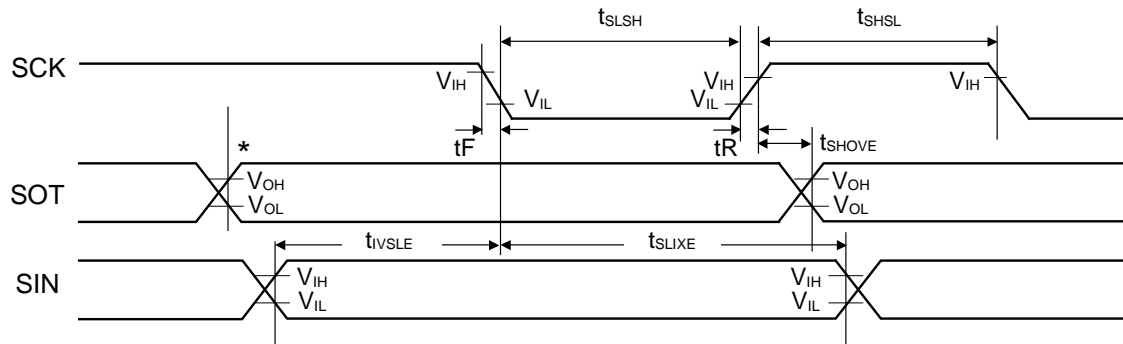 tSLSH
tSHSL
SCK
VIH
VIL
VIH
VIL
VIH
tF
tR
tSHOVE
*
SOT
VOH
VOL
VOH
VOL
tIVSLE
tSLIXE
SIN
VIH
VIL
VIH
VIL